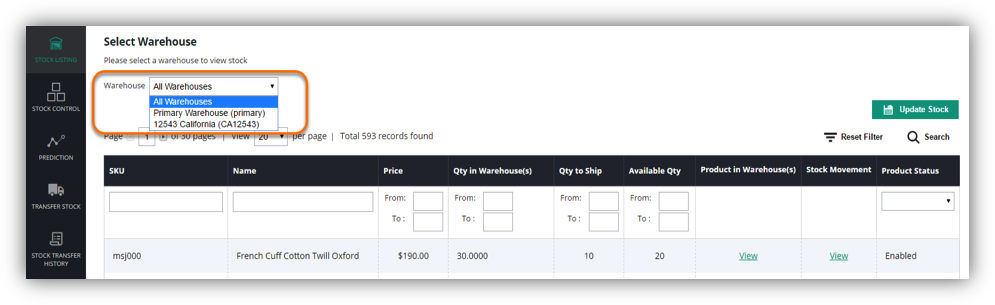 STOCK LISTING
STOCK CONTROL
PREDICTION
TRANSFER STOCK
STOCK TRANSFER
HISTORY
Select Warehouse
Please select a warehouse to view stock
Warehouse All Warehouses
All Warehouses
Primary Warehouse (primary)
12543 California (CA12543)
Update Stock
Page 1 of 30 pages | View 20 per page | Total 593 records found
Reset Filter Search
SKU Name Price Qty in Warehouse(s) Qty to Ship Available Qty Product in Warehouse(s) Stock Movement Product Status
From: From: From: From:
To : To : To : To :
msj000 French Cuff Cotton Twill Oxford $190.00 30.0000 10 20 View View Enabled